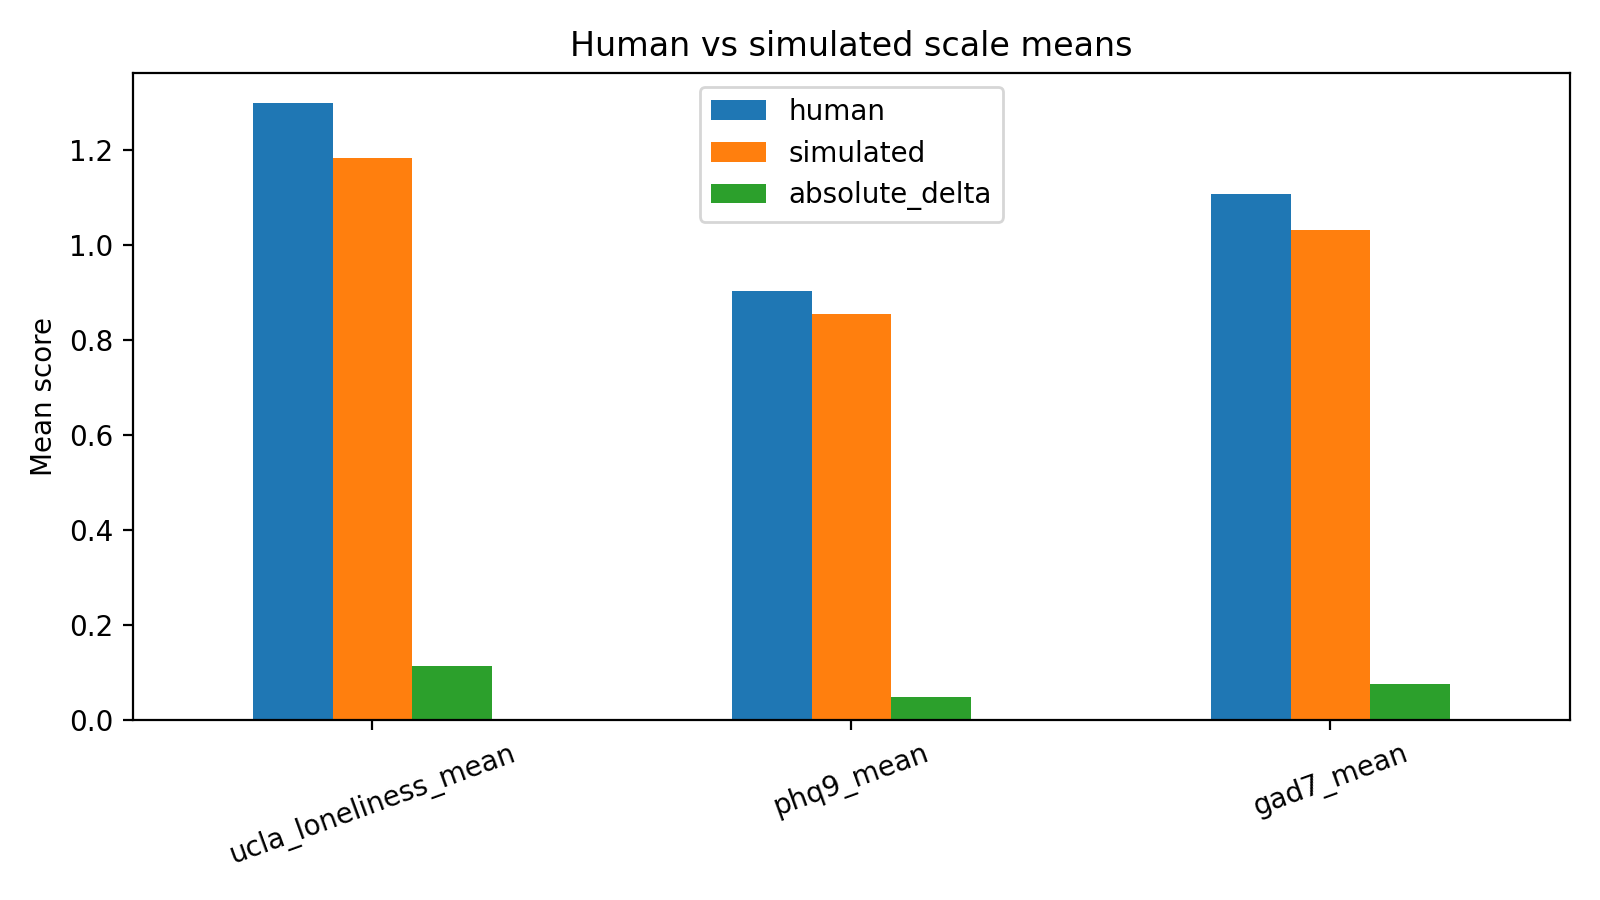 Human vs simulated scale means
human
simulated
absolute_delta
Mean score
1.2
1.0
0.8
0.6
0.4
0.2
0.0
ucla_loneliness_mean
phq9_mean
gad7_mean